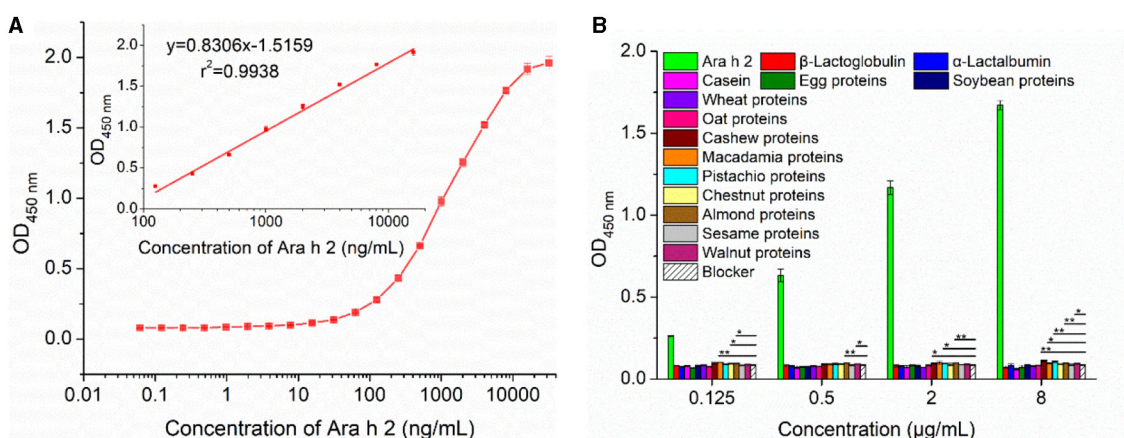 A
y=0.8306x-1.5159
r²=0.9938
2.0
1.5
1.0
0.5
0.0
OD450 nm
100 1000 10000
Concentration of Ara h 2 (ng/mL)
2.0
1.5
1.0
0.5
0.0
OD450 nm
0.01 0.1 1 10 100 1000 10000
Concentration of Ara h 2 (ng/mL)
B
2.0
1.5
1.0
0.5
0.0
OD450 nm
Ara h 2 β-Lactoglobulin α-Lactalbumin
Casein Egg proteins Soybean proteins
Wheat proteins
Oat proteins
Cashew proteins
Macadamia proteins
Pistachio proteins
Chestnut proteins
Almond proteins
Sesame proteins
Walnut proteins
Blocker
*
*
**
*
**
**
*
*
*
**
**
*
**
0.125 0.5 2 8
Concentration (μg/mL)